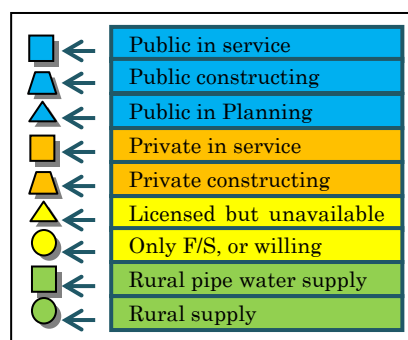 Public in service
Public constructing
Public in Planning
Private in service
Private constructing
Licensed but unavailable
Only F/S, or willing
Rural pipe water supply
Rural supply